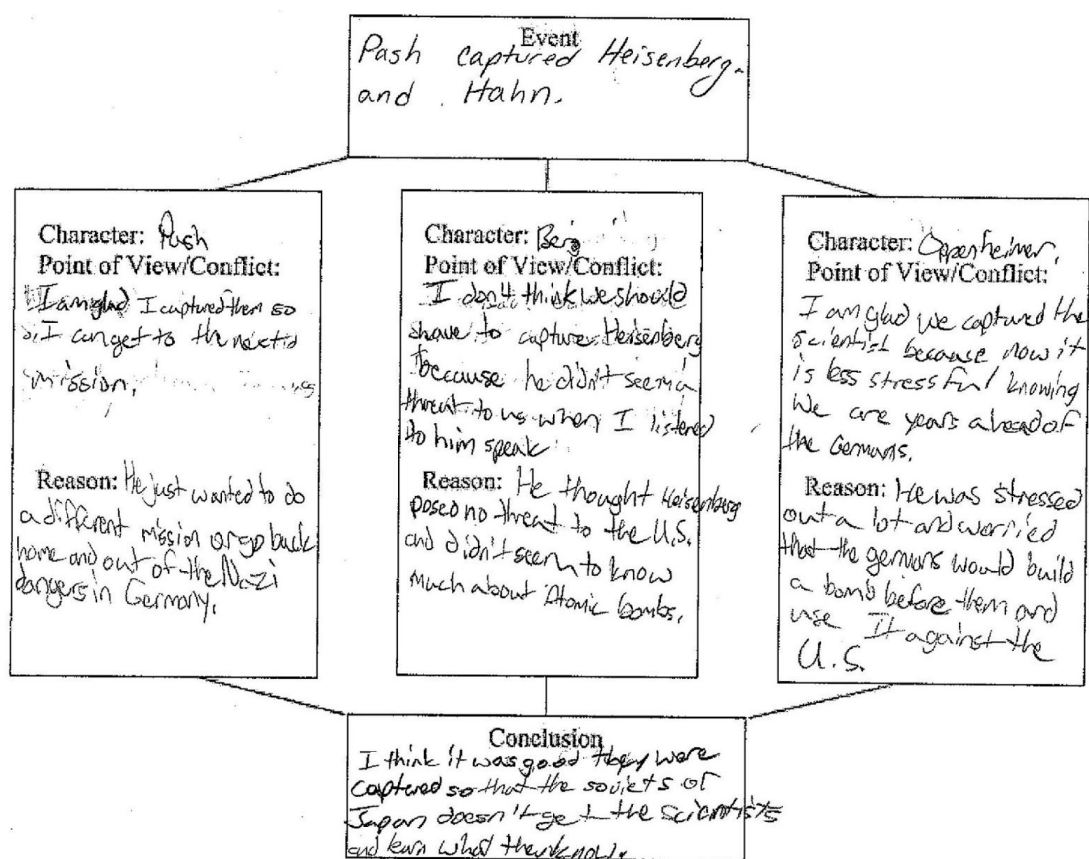 Event
Pash captured Heisenberg
and Hahn.
Character: Pash
Point of View/Conflict:
I am glad I captured them so
I can get to the next
mission.
Reason: He just wanted to do
a different mission or go back
home and out of the Nazi
dangers in Germany.
Character: Berg
Point of View/Conflict:
I don't think we should
have to capture Heisenberg
because he didn't seem a
threat to us when I listened
to him speak
Reason: He thought Heisenberg
posed no threat to the U.S.
and didn't seem to know
much about Atomic bombs.
Character: Oppenheimer.
Point of View/Conflict:
I am glad we captured the
scientist because now it
is less stressful knowing
we are years ahead of
the Germans.
Reason: He was stressed
out a lot and worried
that the germans would build
a bomb before them and
use It against the
U.S.
Conclusion
I think it was good they were
captured so that the soviets or
Japan doesn't get the scientists
and learn what they know.